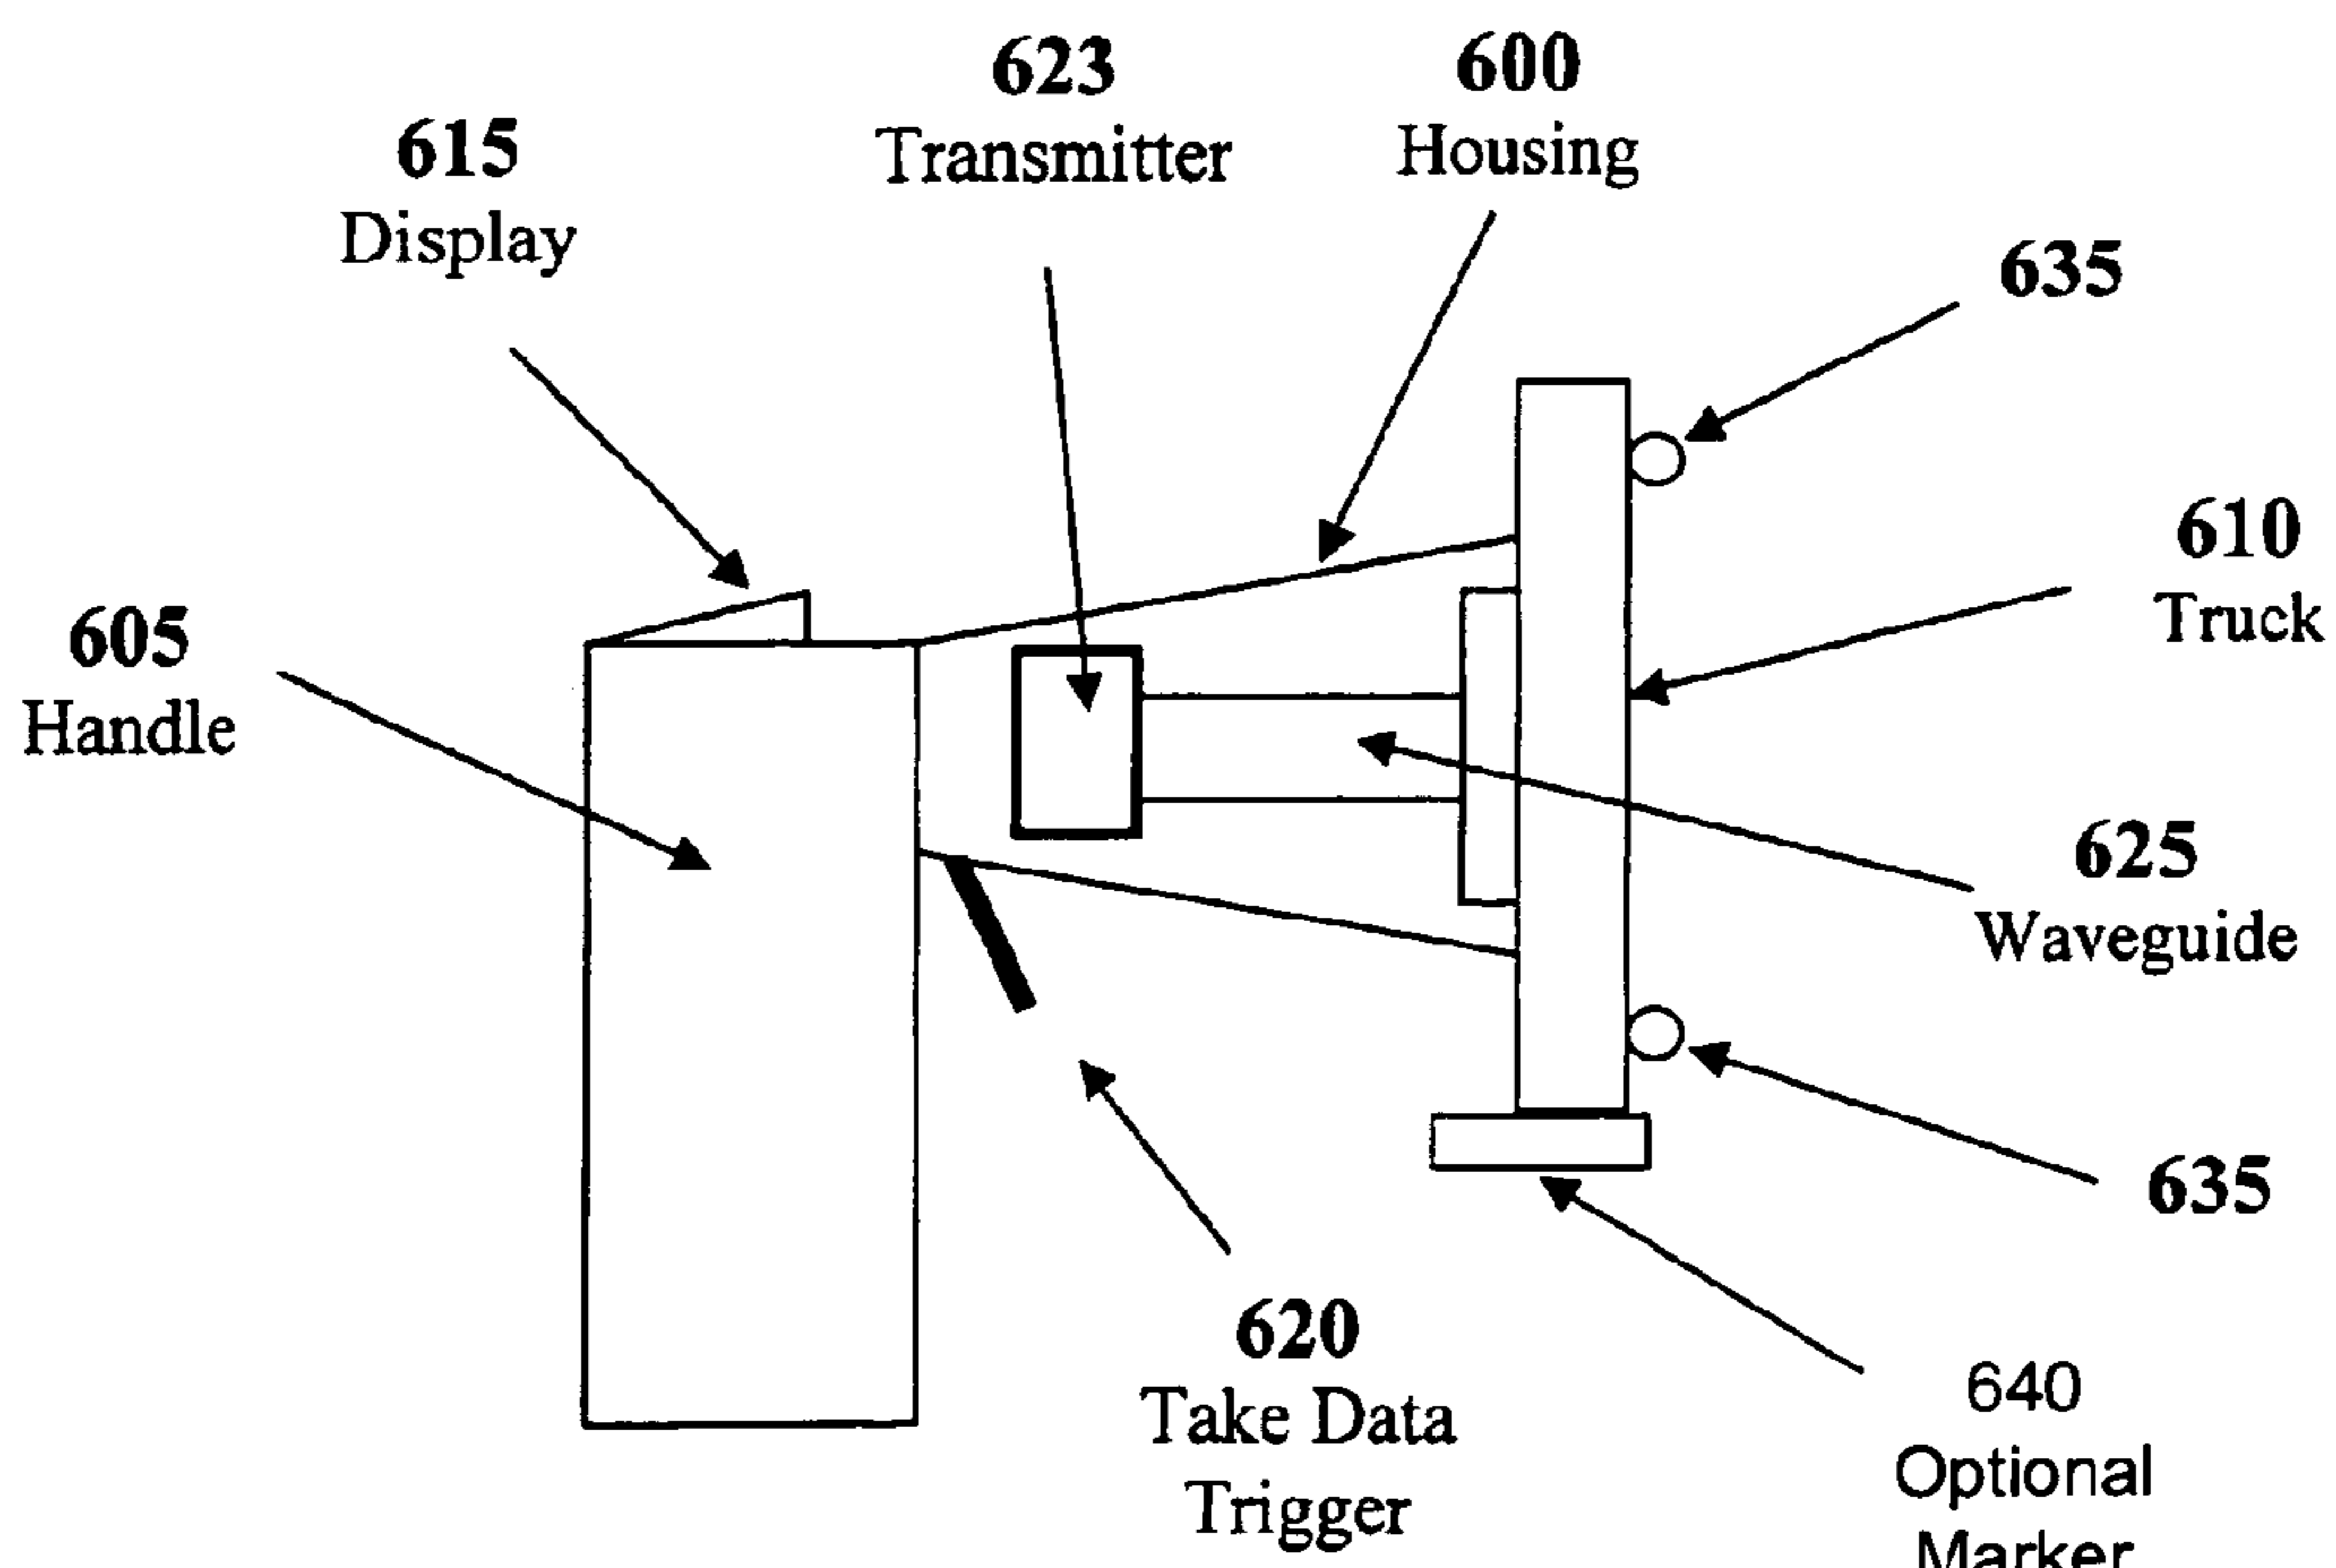 623
Transmitter
600
Housing
615
Display
635
610
Truck
605
Handle
625
Waveguide
635
620
Take Data
Trigger
640
Optional
Marker